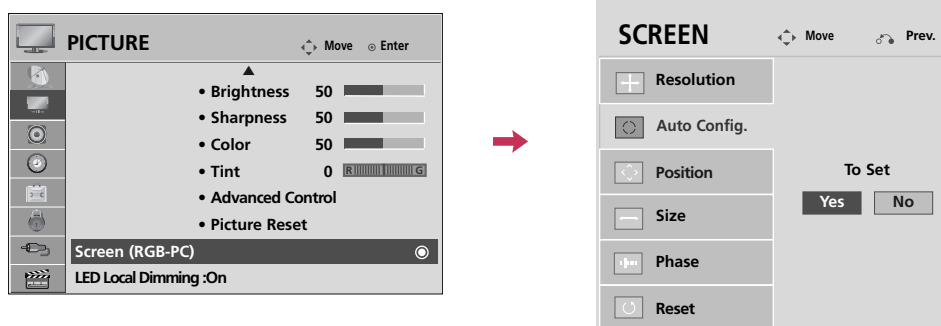 PICTURE
Move Enter
• Brightness 50
• Sharpness 50
• Color 50
• Tint 0 R G
• Advanced Control
• Picture Reset
Screen (RGB-PC)
LED Local Dimming :On
SCREEN
Move Prev.
Resolution
Auto Config.
Position
Size
Phase
Reset
To Set
Yes No